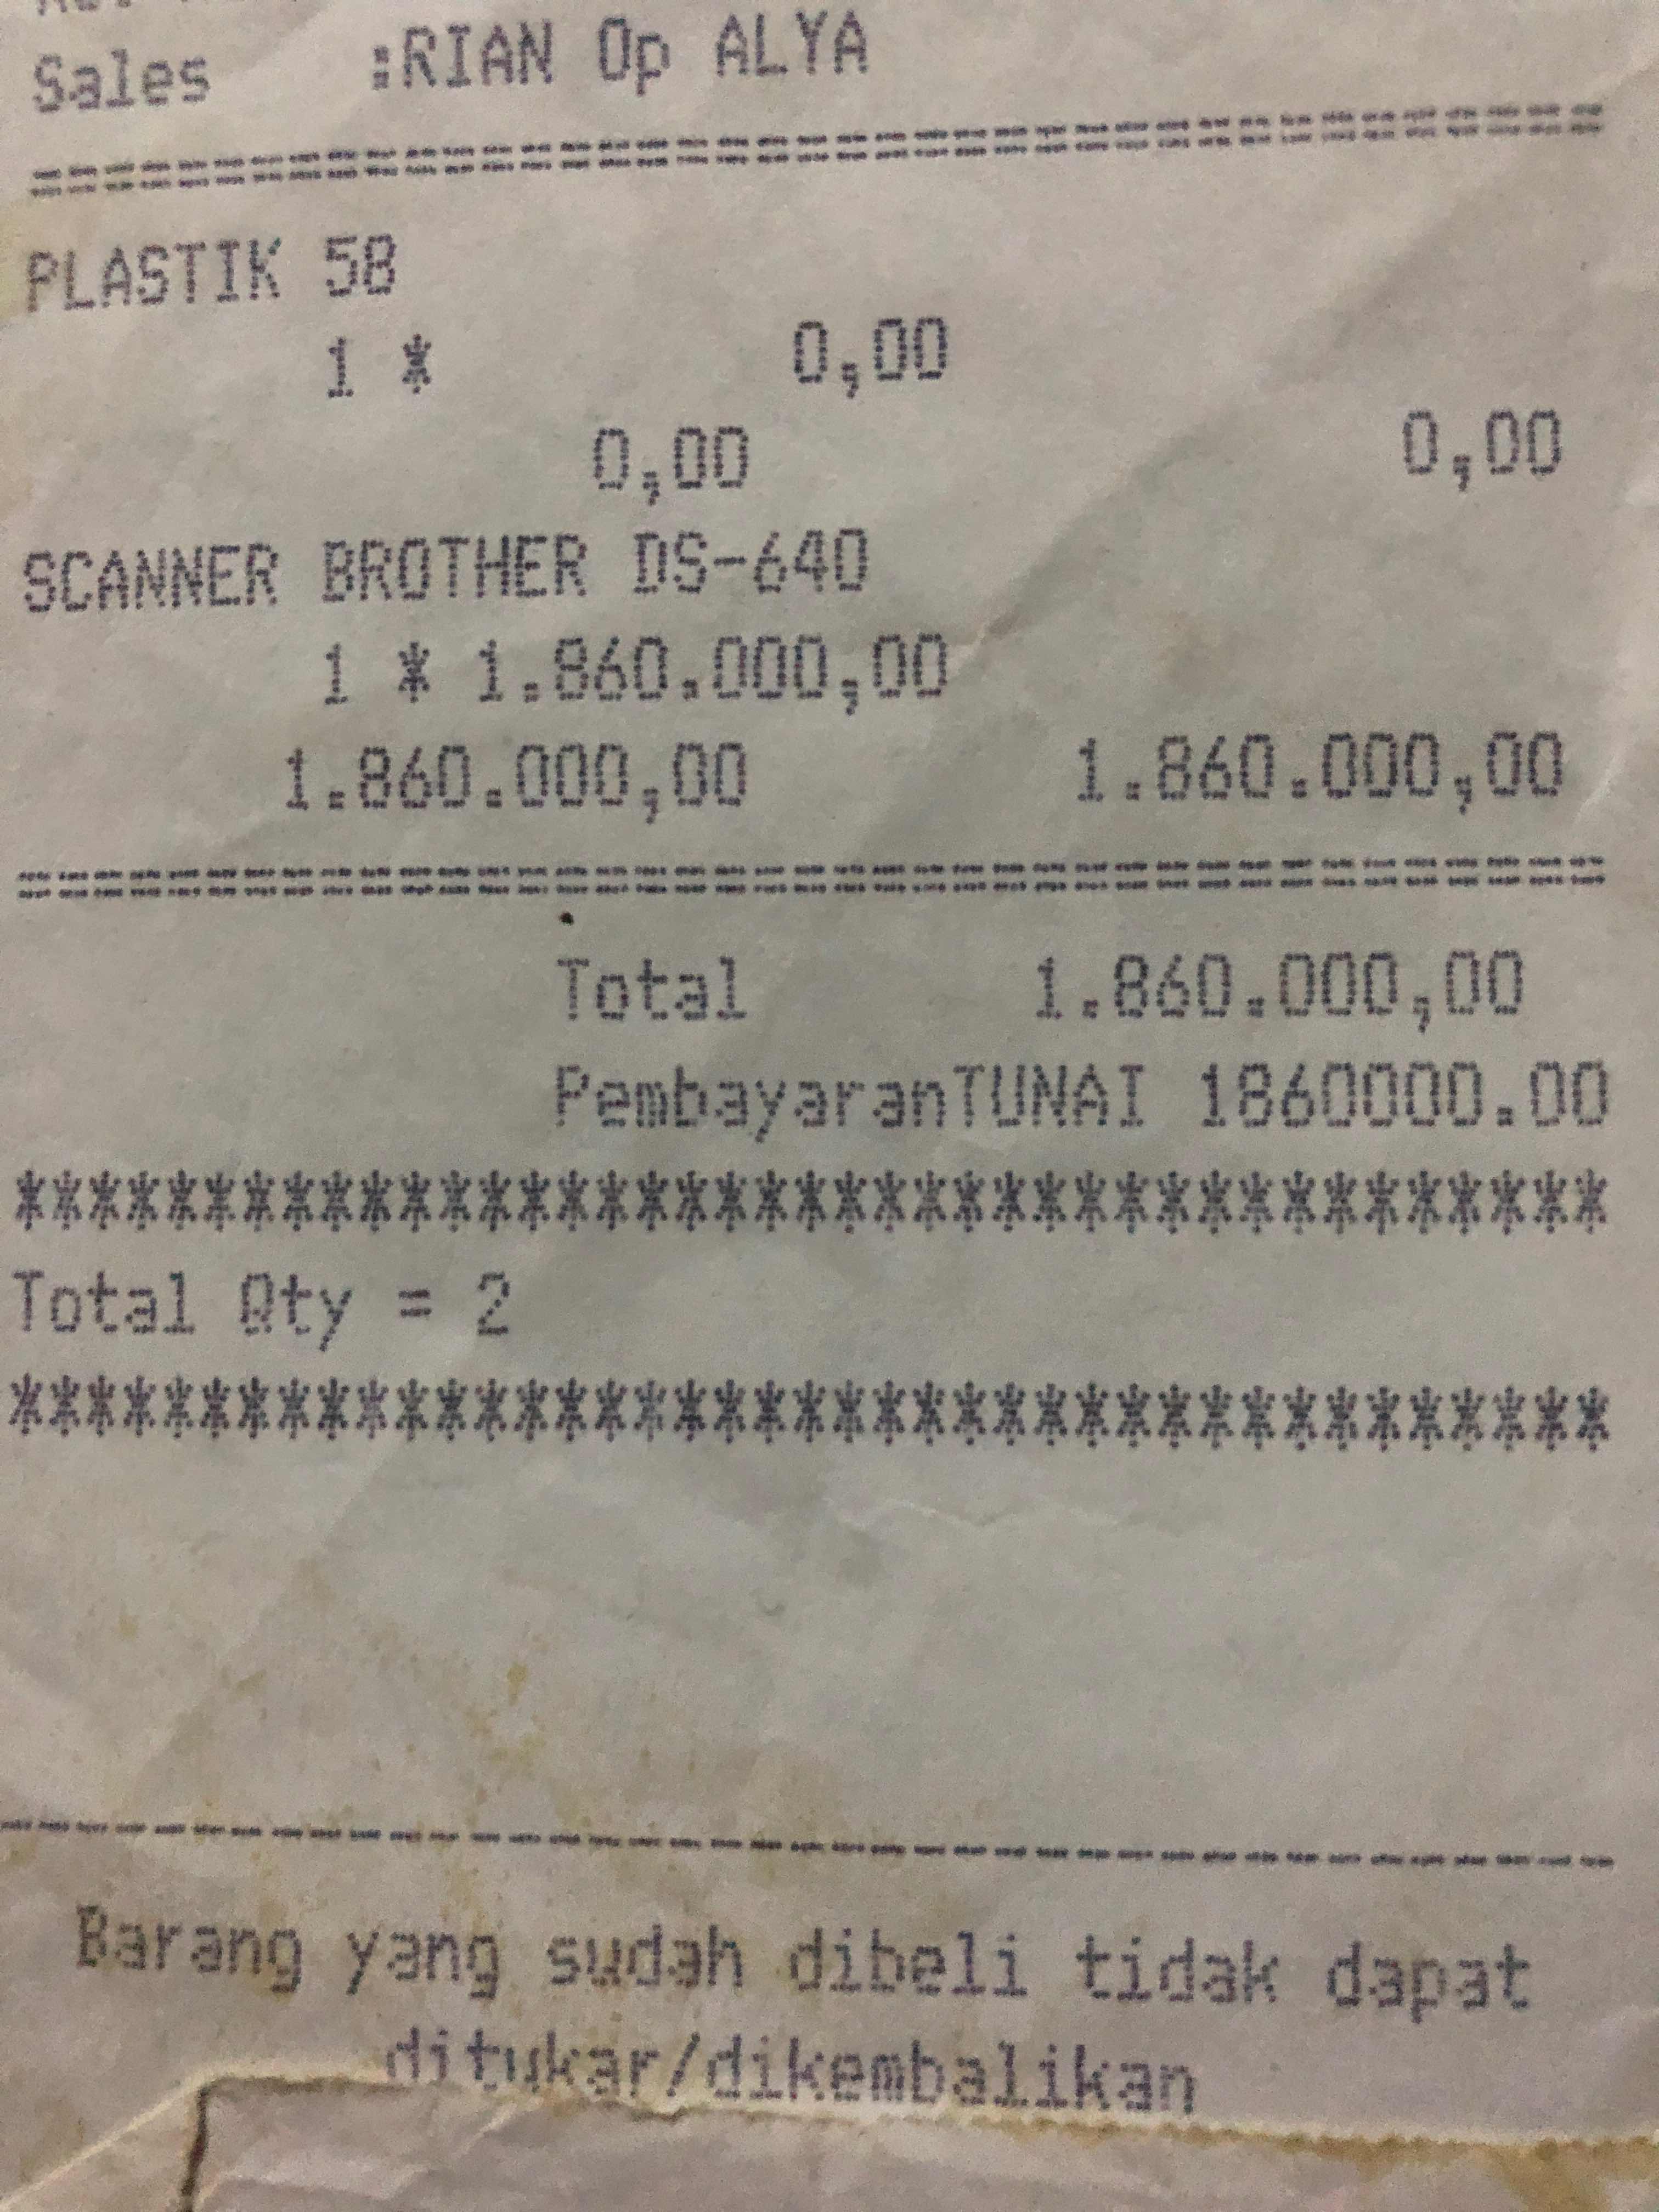 Sales :RIAN Op ALYA
================================================
PLASTIK 58
1 * 0,00
0,00 0,00
SCANNER BROTHER DS-640
1 * 1.860.000,00
1.860.000,00 1.860.000,00
================================================
Total 1.860.000,00
PembayaranTUNAI 1860000.00
****************************************
Total Qty = 2
****************************************
----------------------------------------
Barang yang sudah dibeli tidak dapat
ditukar/dikembalikan